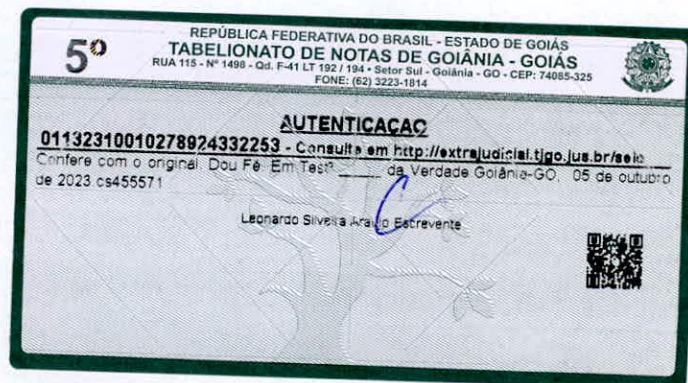 5º
REPÚBLICA FEDERATIVA DO BRASIL - ESTADO DE GOIÁS
TABELIONATO DE NOTAS DE GOIÂNIA - GOIÁS
RUA 115 - Nº 1498 - Qd. F-41 LT 192 / 194 • Setor Sul - Goiânia - GO - CEP: 74085-325
FONE: (62) 3223-1814
AUTENTICAÇAO
01132310010278924332253 - Consulta em http://extrajudicial.tjgo.jus.br/selo
Confere com o original. Dou Fé. Em Testº _____ da Verdade Goiânia-GO, 05 de outubro
de 2023.cs455571
Leonardo Silveira Araujo Escrevente